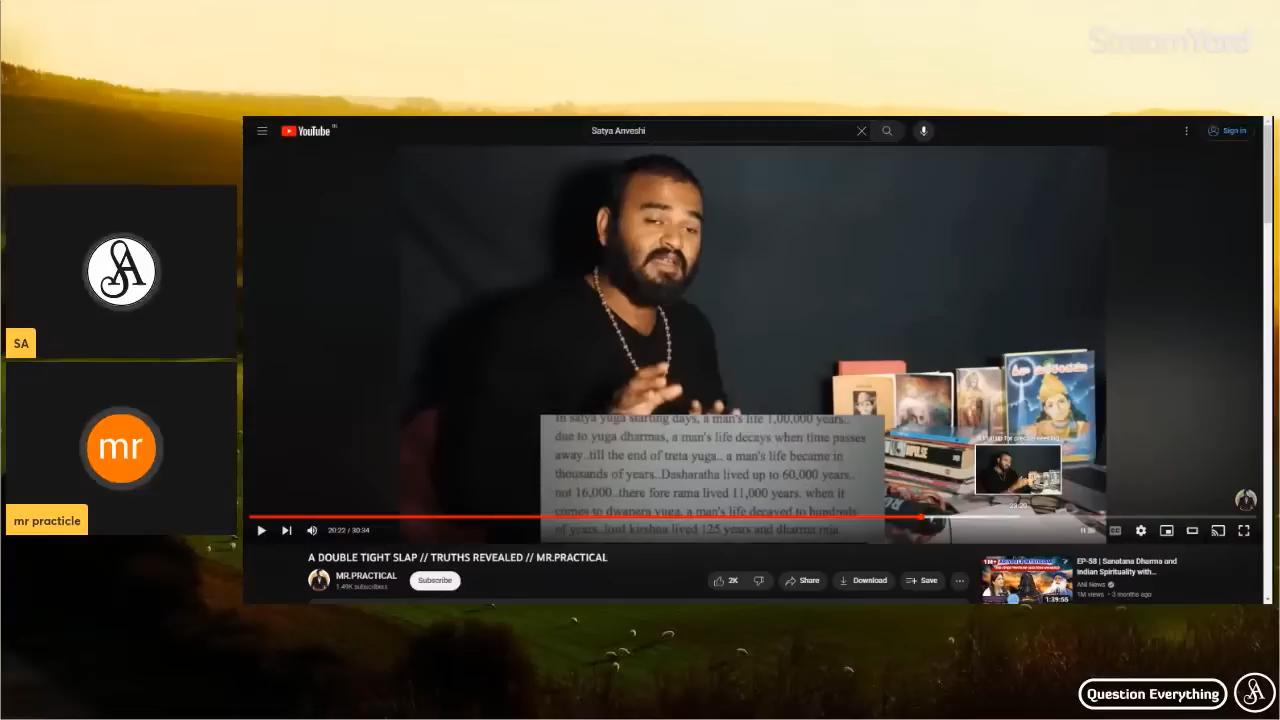 StreamYard
YouTube
IN
Satya Anveshi
Sign in
SA
mr
mr practicle
In satya yuga starting days, a man's life 1,00,000 years..
due to yuga dharmas, a man's life decays when time passes
away..till the end of treta yuga.. a man's life became in
thousands of years..Dasharatha lived up to 60,000 years..
not 16,000..there fore rama lived 11,000 years. when it
comes to dwapera yuga, a man's life decayed to hundreds
of years..lord krishna lived 125 years and dharma raja
23:20
20:22 / 30:34
A DOUBLE TIGHT SLAP // TRUTHS REVEALED // MR.PRACTICAL
MR.PRACTICAL
1.49K subscribers
Subscribe
2K
Share
Download
Save
EP-58 | Sanatana Dharma and
Indian Spirituality with...
ANI News
1M views • 3 months ago
1:39:55
Question Everything